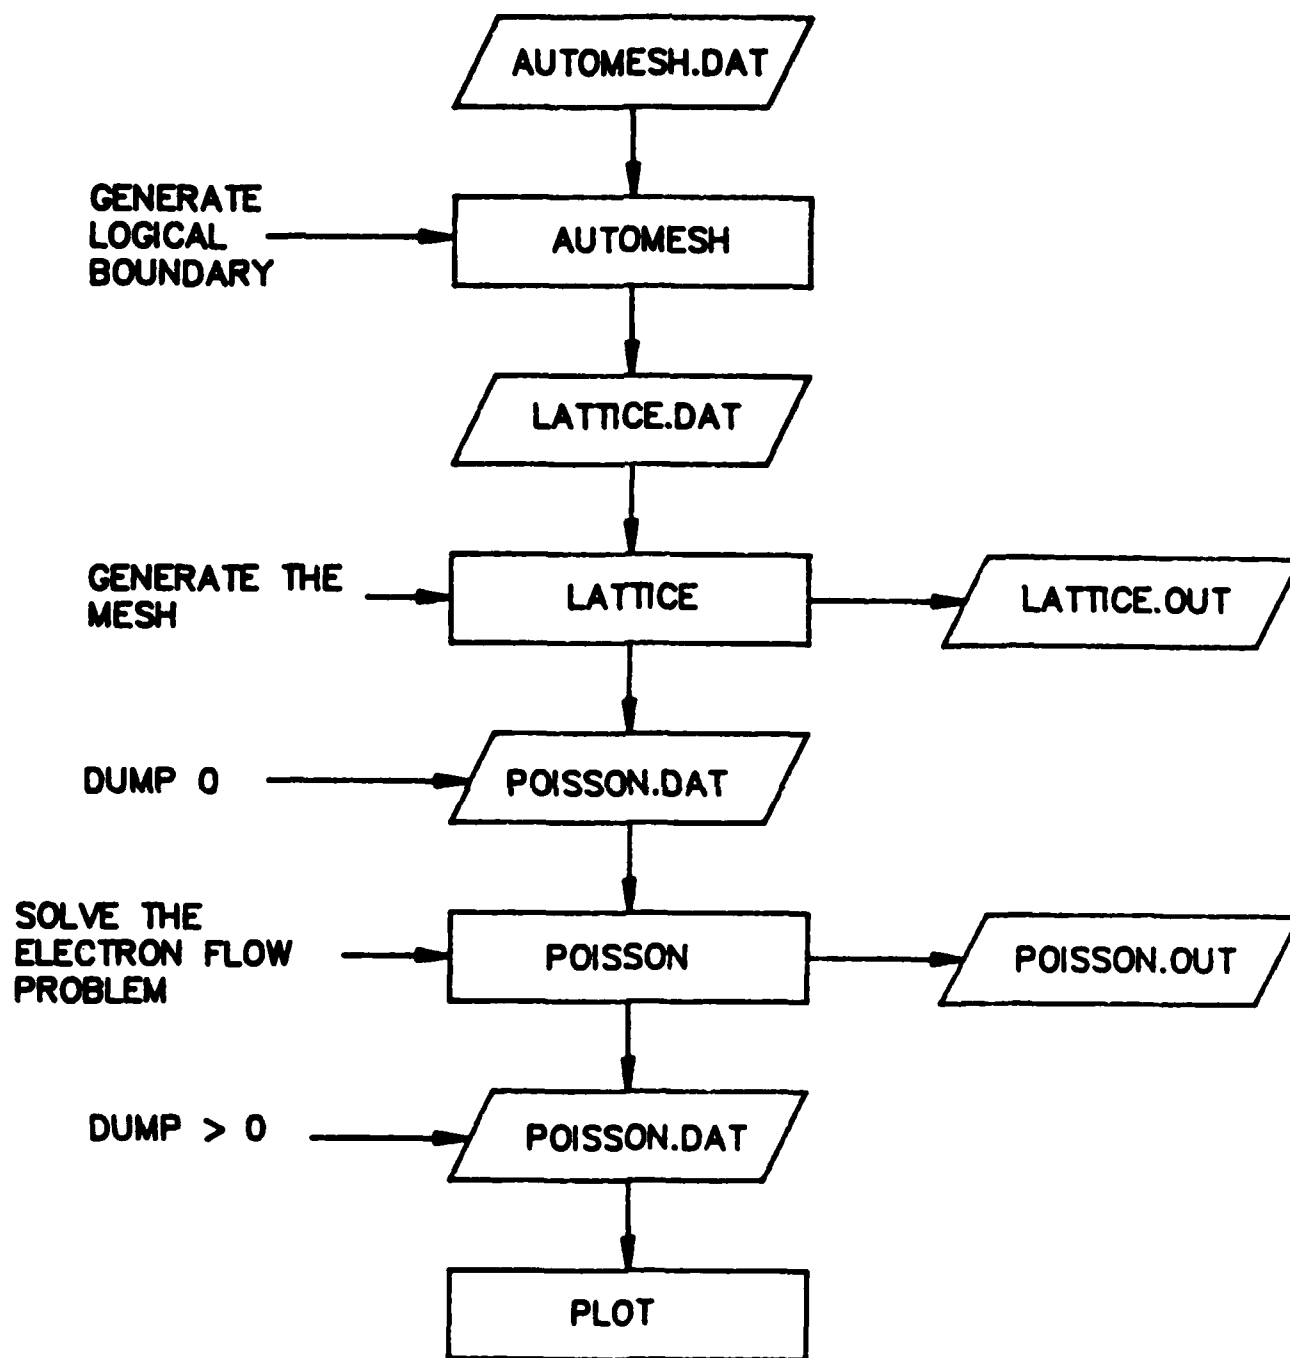 AUTOMESH.DAT
GENERATE
LOGICAL
BOUNDARY
AUTOMESH
LATTICE.DAT
GENERATE THE
MESH
LATTICE
LATTICE.OUT
DUMP 0
POISSON.DAT
SOLVE THE
ELECTRON FLOW
PROBLEM
POISSON
POISSON.OUT
DUMP > 0
POISSON.DAT
PLOT